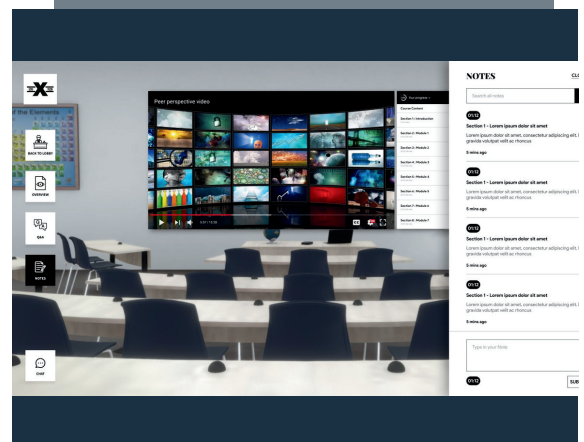 X
the Elements
BACK TO LOBBY
OVERVIEW
Q&A
NOTES
CHAT
Peer perspective video
CC
Your progress
Course Content
Section 1: Introduction
Section 2: Module 1
Section 3: Module 2
Section 4: Module 3
Section 5: Module 4
Section 6: Module 5
Section 7: Module 6
Section 8: Module 7
NOTES
CLO
Search all notes
01:12
Section 1 - Lorem ipsum dolor sit amet
Lorem ipsum dolor sit amet, consectetur adipiscing elit.
gravida volutpat velit ac rhoncus
5 mins ago
01:12
Section 1 - Lorem ipsum dolor sit amet
Lorem ipsum dolor sit amet, consectetur adipiscing elit.
gravida volutpat velit ac rhoncus
5 mins ago
01:12
Section 1 - Lorem ipsum dolor sit amet
Lorem ipsum dolor sit amet, consectetur adipiscing elit.
gravida volutpat velit ac rhoncus
5 mins ago
01:12
Section 1 - Lorem ipsum dolor sit amet
Lorem ipsum dolor sit amet, consectetur adipiscing elit.
gravida volutpat velit ac rhoncus
5 mins ago
Type in your Note
01:12
SUB